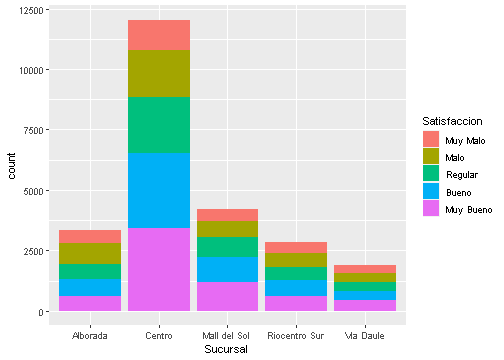 12500
10000
7500
5000
2500
0
count
Alborada
Centro
Mall del Sol
Riocentro Sur
Via Daule
Sucursal
Satisfaccion
Muy Malo
Malo
Regular
Bueno
Muy Bueno